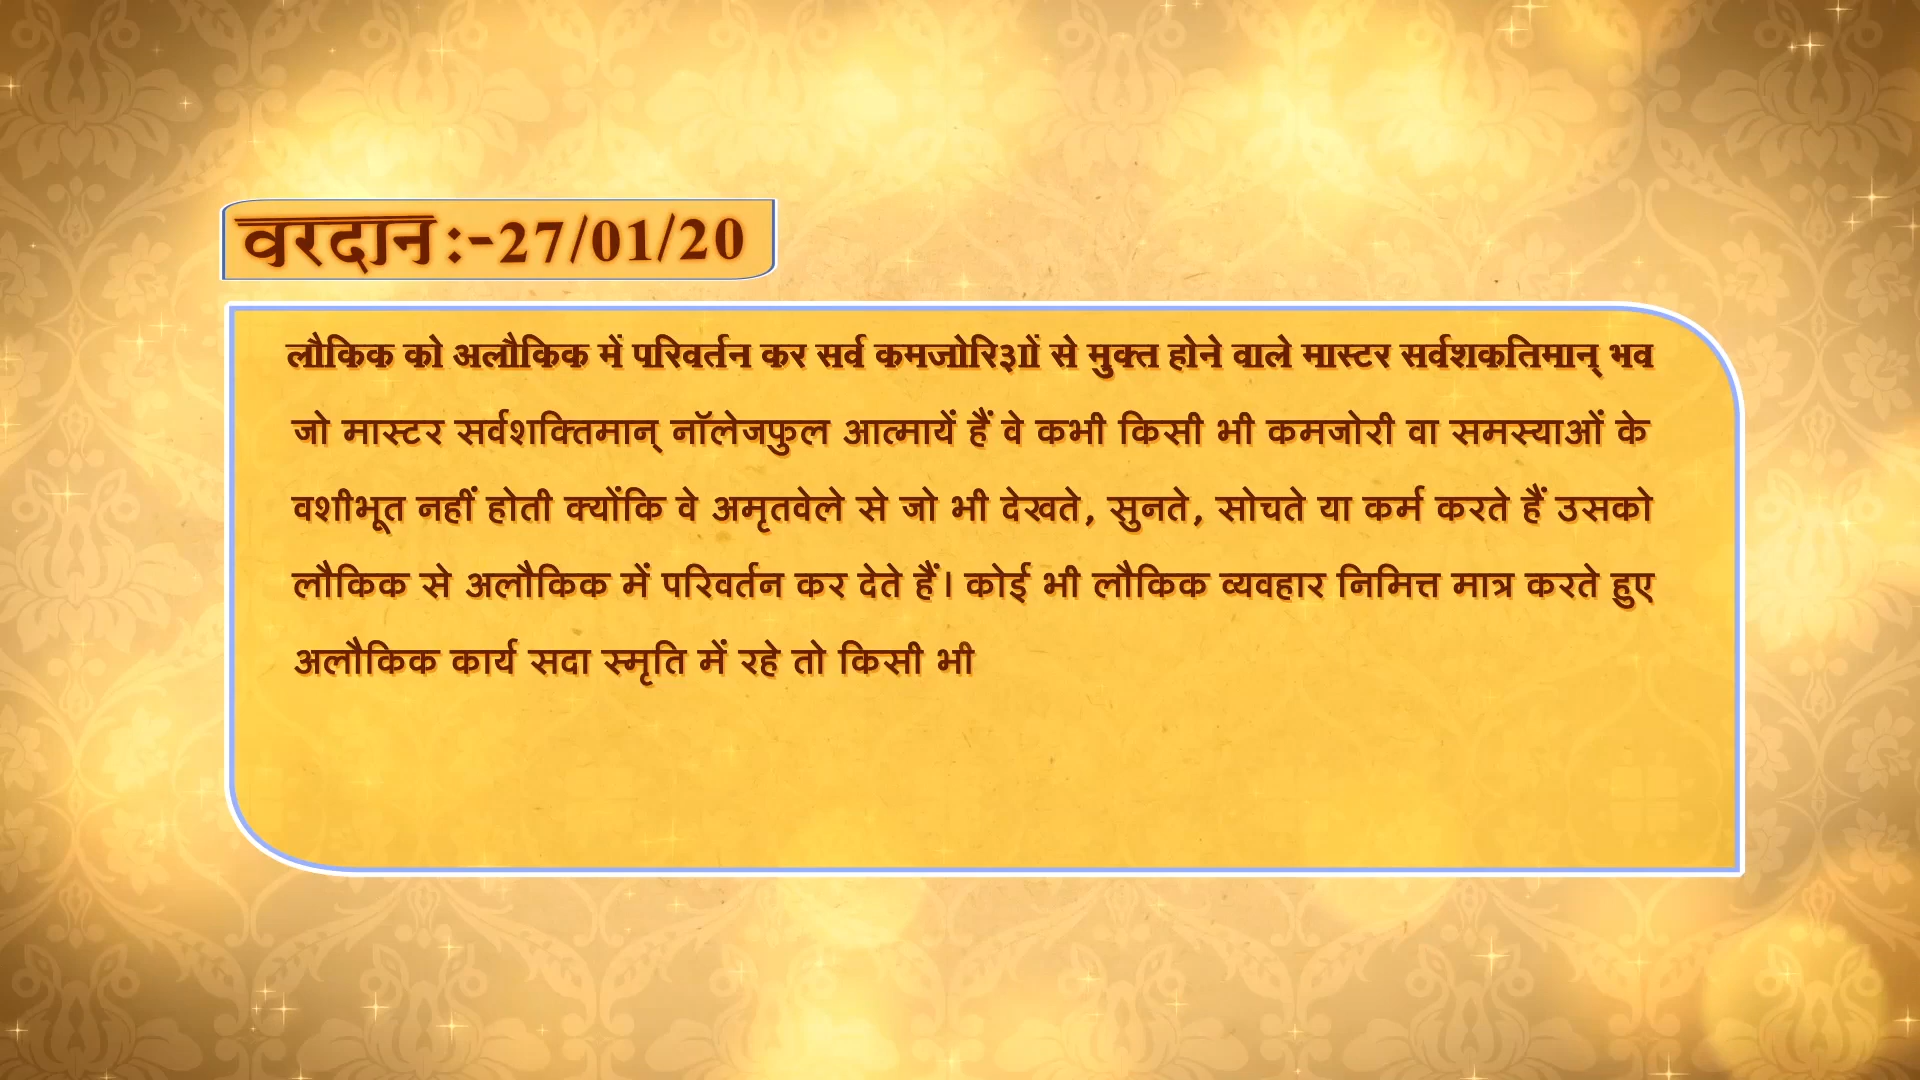 वरदान:-27/01/20
लौकिक को अलौकिक में परिवर्तन कर सर्व कमजोरि३ाों से मुक्त होने वाले मास्टर सर्वशकतिमान् भव
जो मास्टर सर्वशक्तिमान् नॉलेजफुल आत्मायें हैं वे कभी किसी भी कमजोरी वा समस्याओं के
वशीभूत नहीं होती क्योंकि वे अमृतवेले से जो भी देखते, सुनते, सोचते या कर्म करते हैं उसको
लौकिक से अलौकिक में परिवर्तन कर देते हैं। कोई भी लौकिक व्यवहार निमित्त मात्र करते हुए
अलौकिक कार्य सदा स्मृति में रहे तो किसी भी